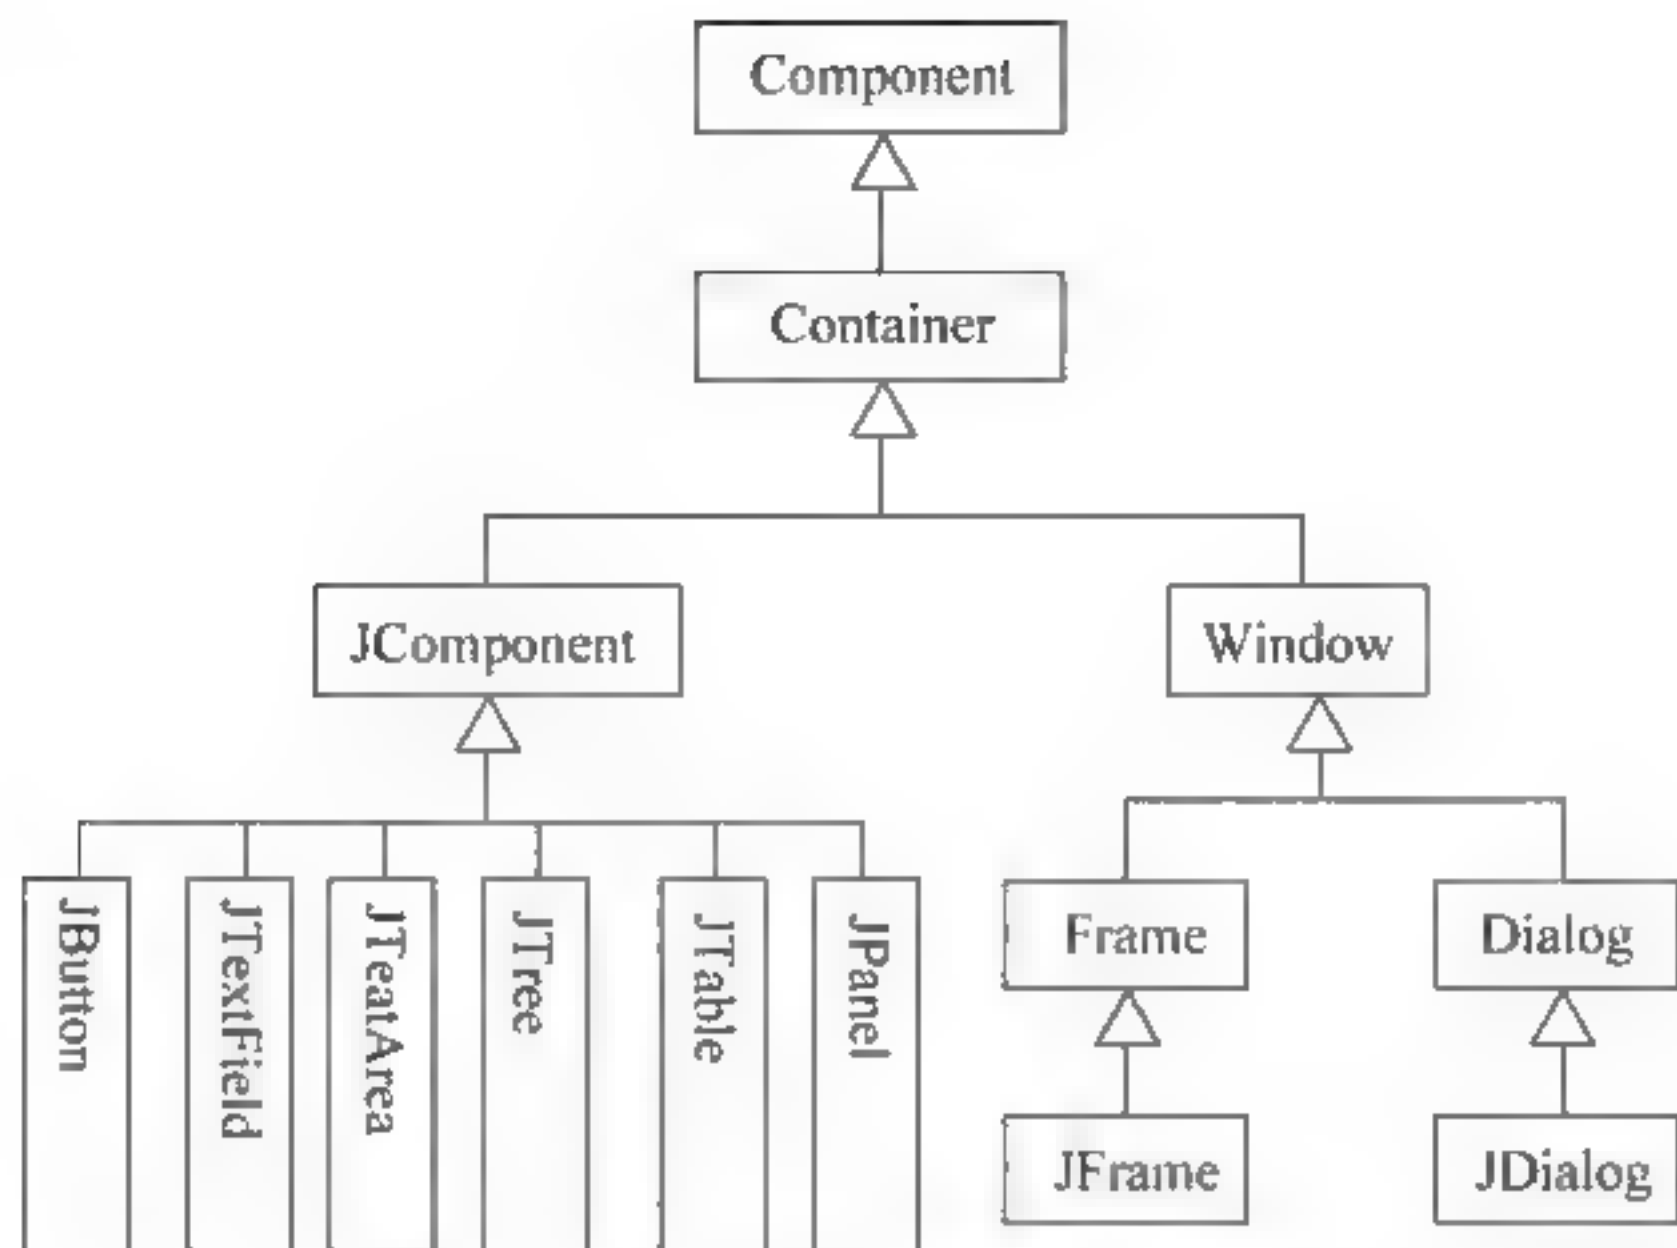 Component
Container
JComponent
Window
JButton
JTextField
JTeatArea
JTree
JTable
JPanel
Frame
Dialog
JFrame
JDialog